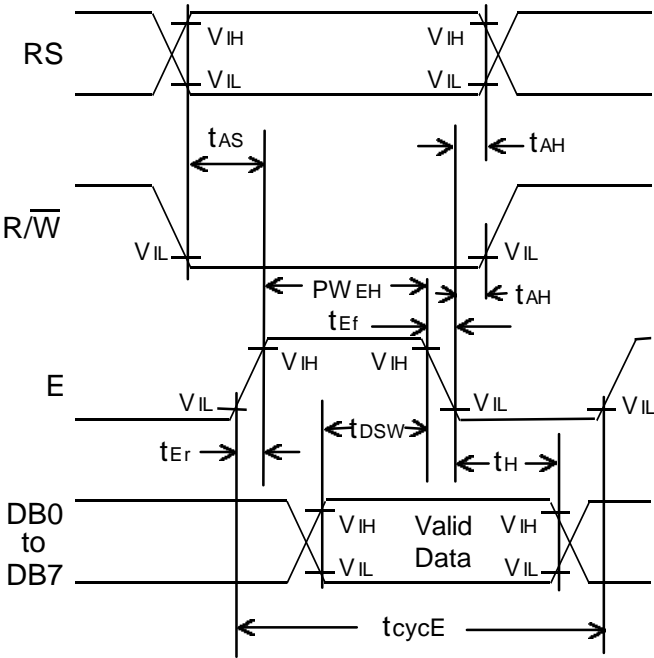 RS
VIH
VIH
VIL
VIL
tAS
tAH
R/W̅
VIL
VIL
PWEH
tAH
tEf
E
VIH
VIH
VIL
VIL
VIL
tEr
tDSW
tH
DB0
to
DB7
VIH
VIL
Valid
Data
VIH
VIL
tcycE